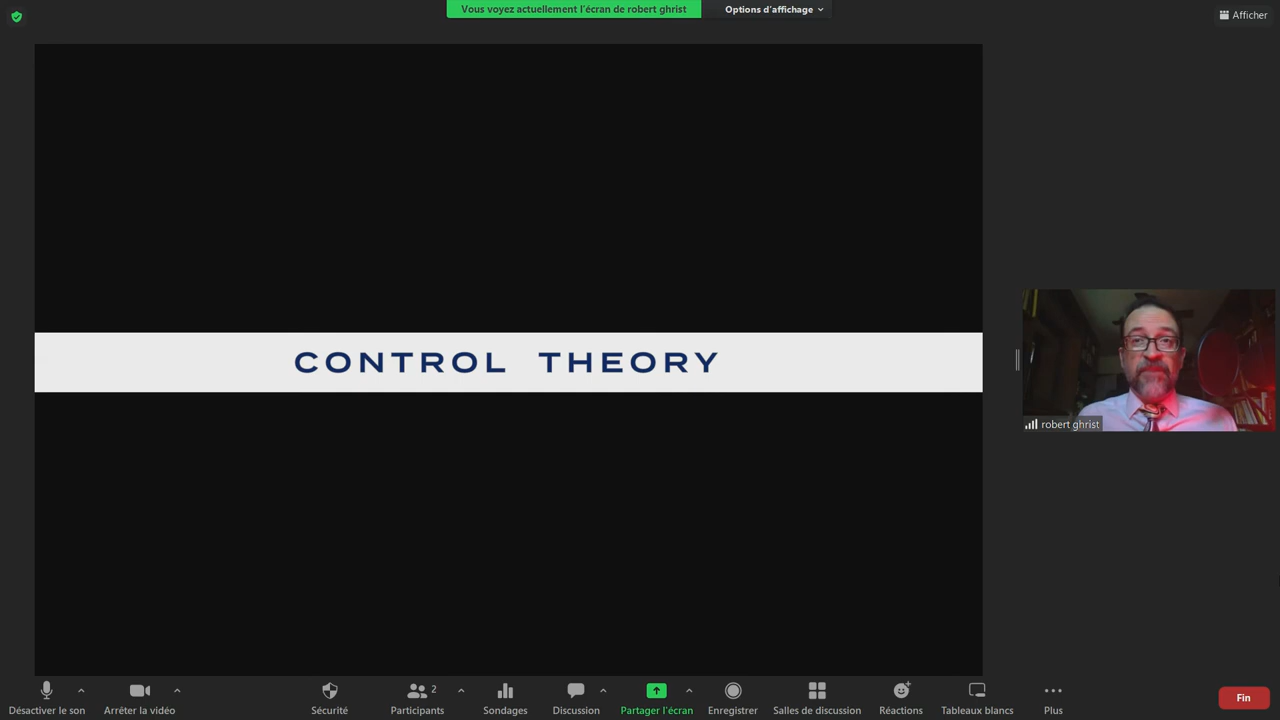 Vous voyez actuellement l'écran de robert ghrist
Options d'affichage
Afficher
CONTROL THEORY
robert ghrist
Désactiver le son
Arrêter la vidéo
Sécurité
2
Participants
Sondages
Discussion
Partager l'écran
Enregistrer
Salles de discussion
Réactions
Tableaux blancs
Plus
Fin